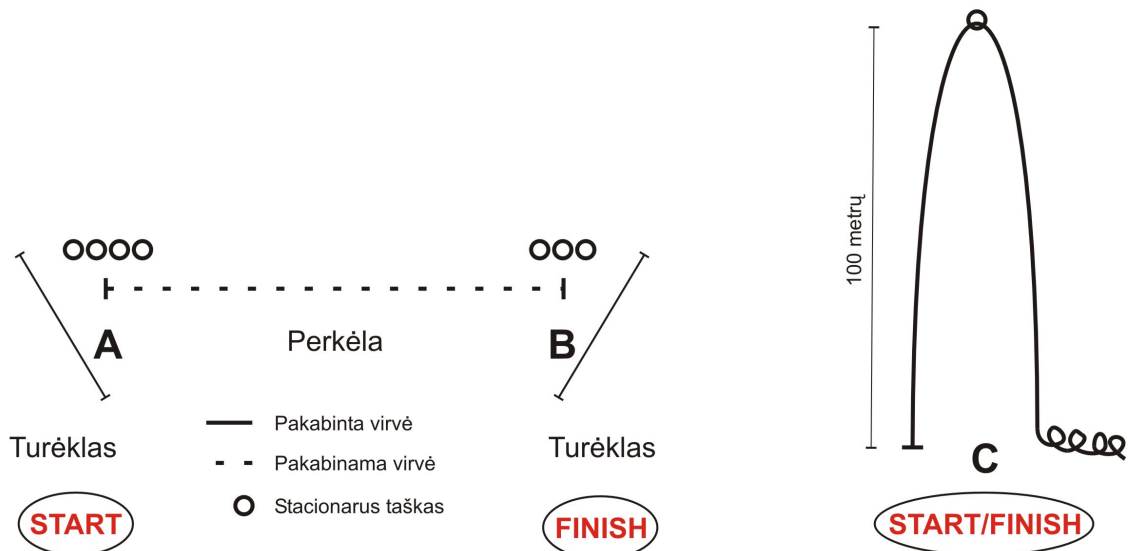 100 metrų
A
Perkėla
B
Turėklas
Pakabinta virvė
Pakabinama virvė
Stacionarus taškas
Turėklas
C
START
FINISH
START/FINISH